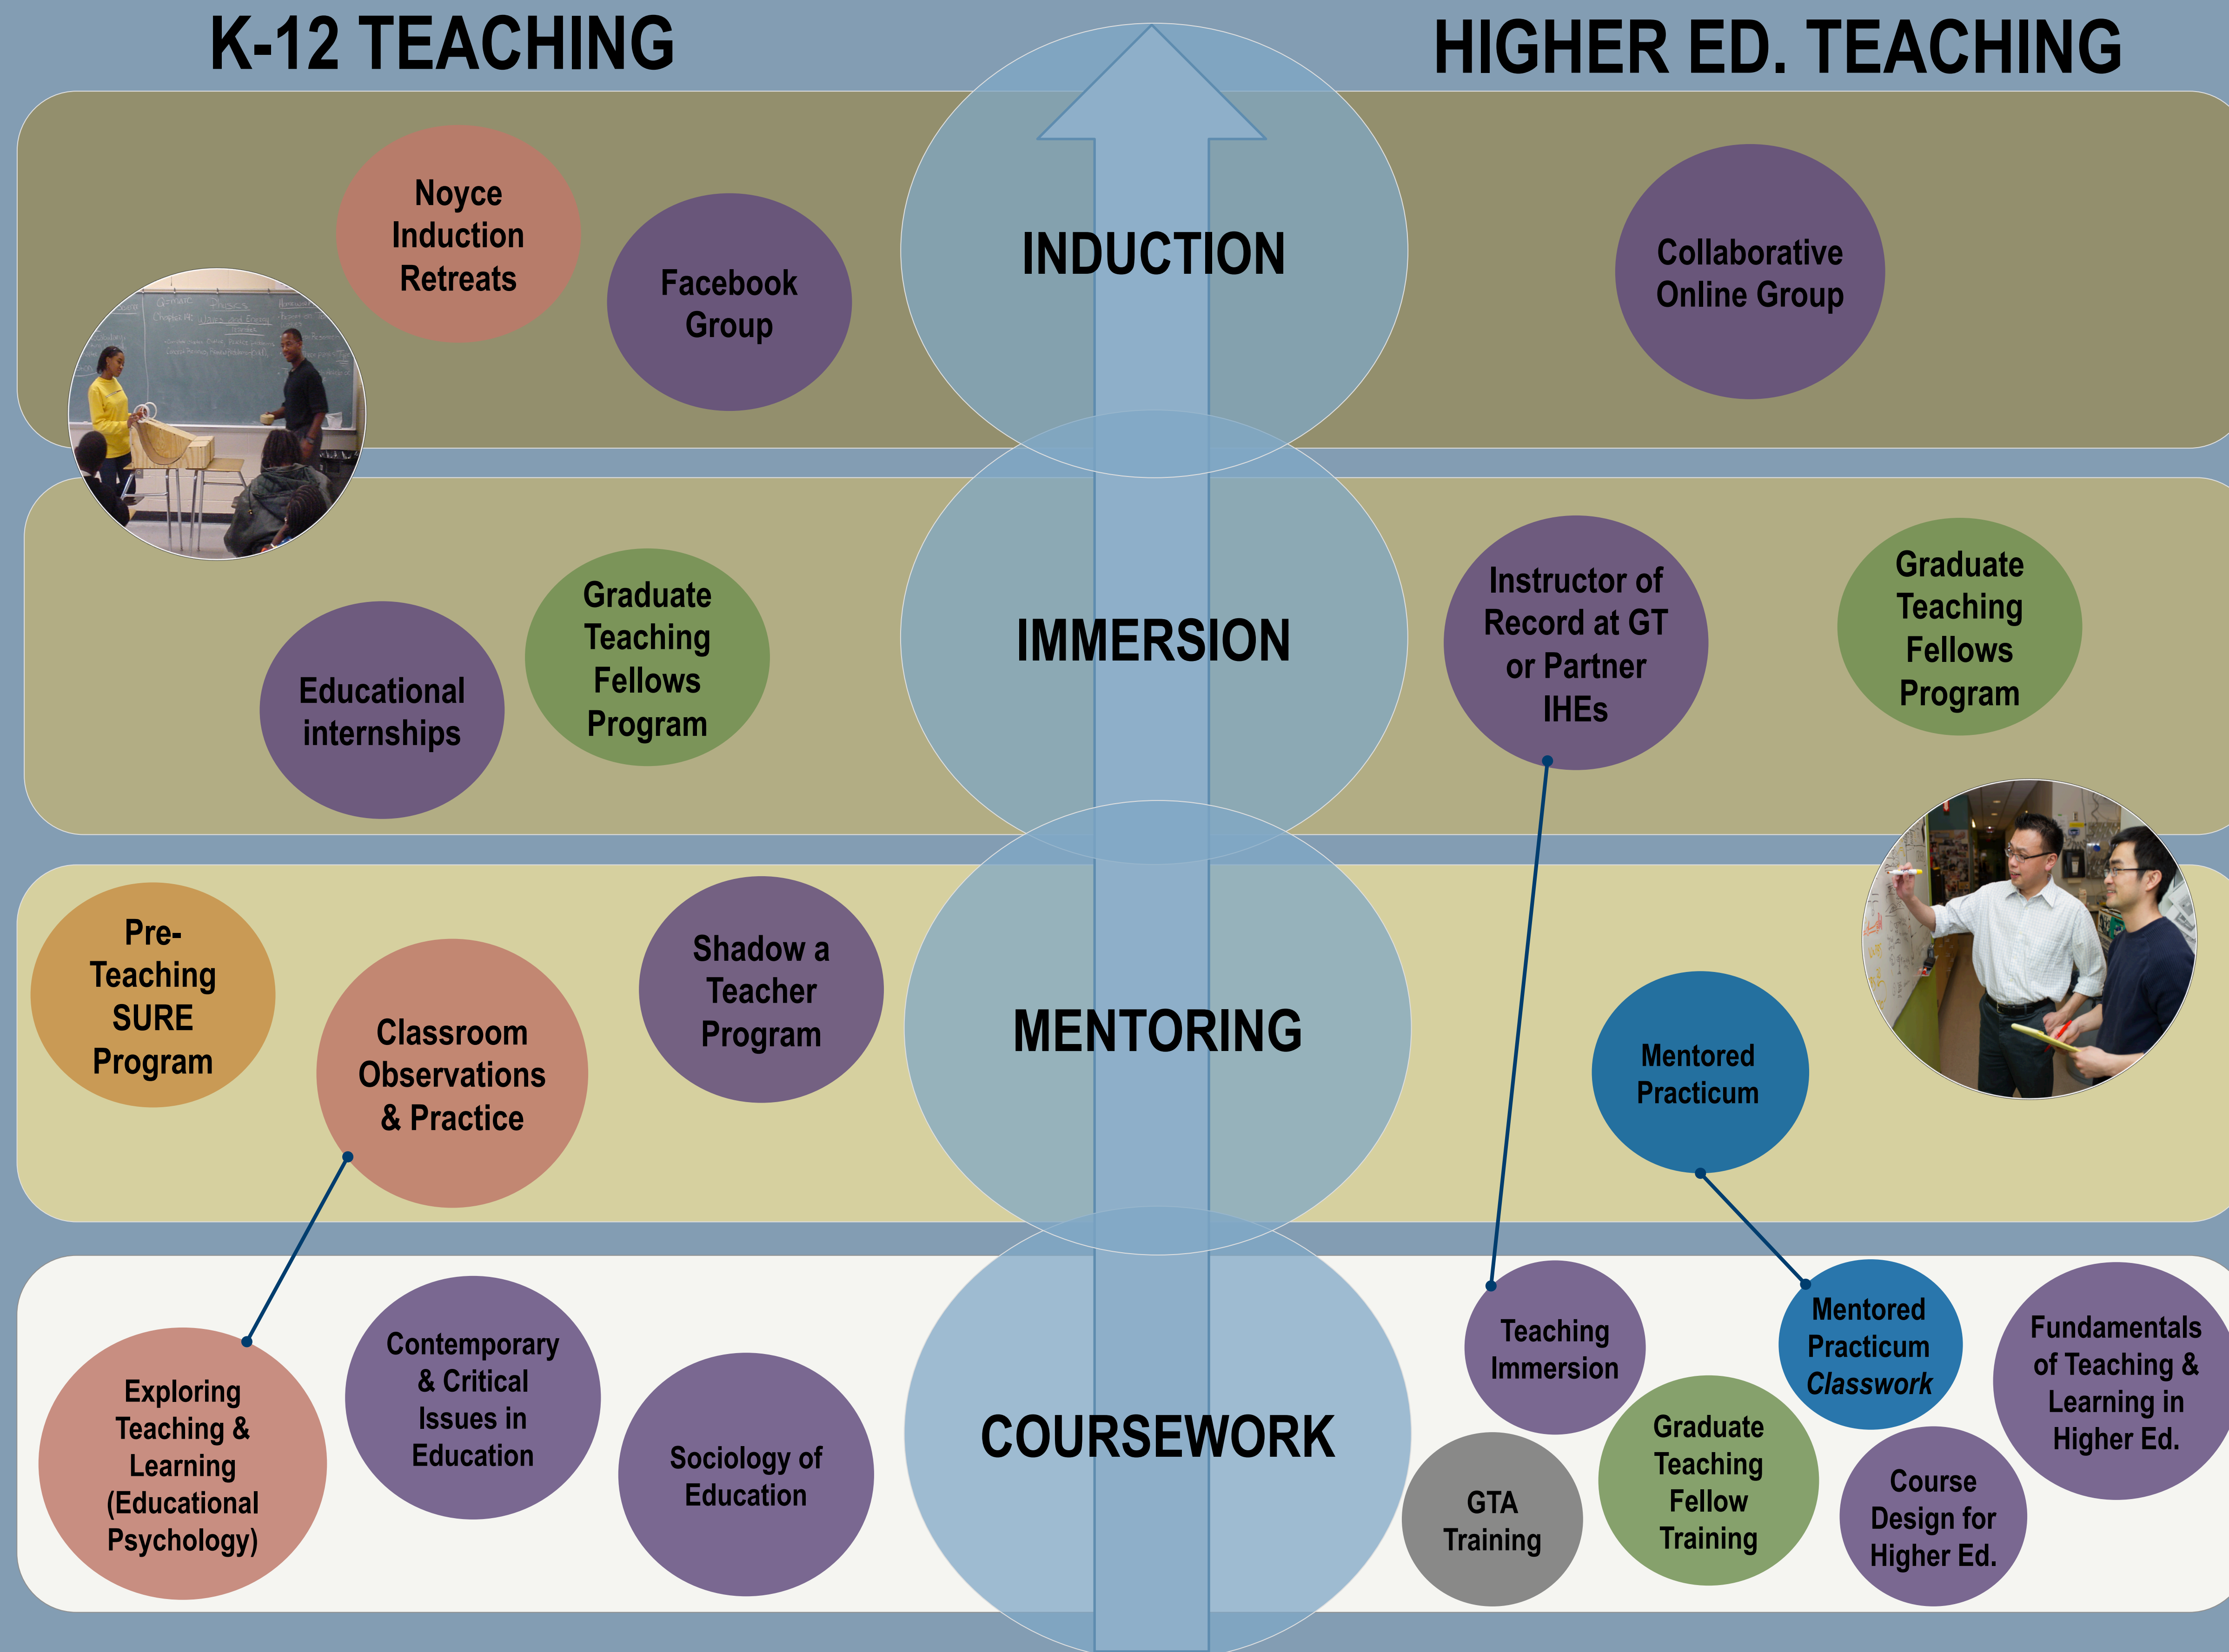 K-12 TEACHING
HIGHER ED. TEACHING
Noyce
Induction
Retreats
Facebook
Group
INDUCTION
Collaborative
Online Group
Educational
internships
Graduate
Teaching
Fellows
Program
IMMERSION
Instructor of
Record at GT
or Partner
IHEs
Graduate
Teaching
Fellows
Program
Pre-
Teaching
SURE
Program
Classroom
Observations
& Practice
Shadow a
Teacher
Program
MENTORING
Mentored
Practicum
Exploring
Teaching &
Learning
(Educational
Psychology)
Contemporary
& Critical
Issues in
Education
Sociology of
Education
COURSEWORK
Teaching
Immersion
GTA
Training
Graduate
Teaching
Fellow
Training
Mentored
Practicum
Classwork
Course
Design for
Higher Ed.
Fundamentals
of Teaching &
Learning in
Higher Ed.